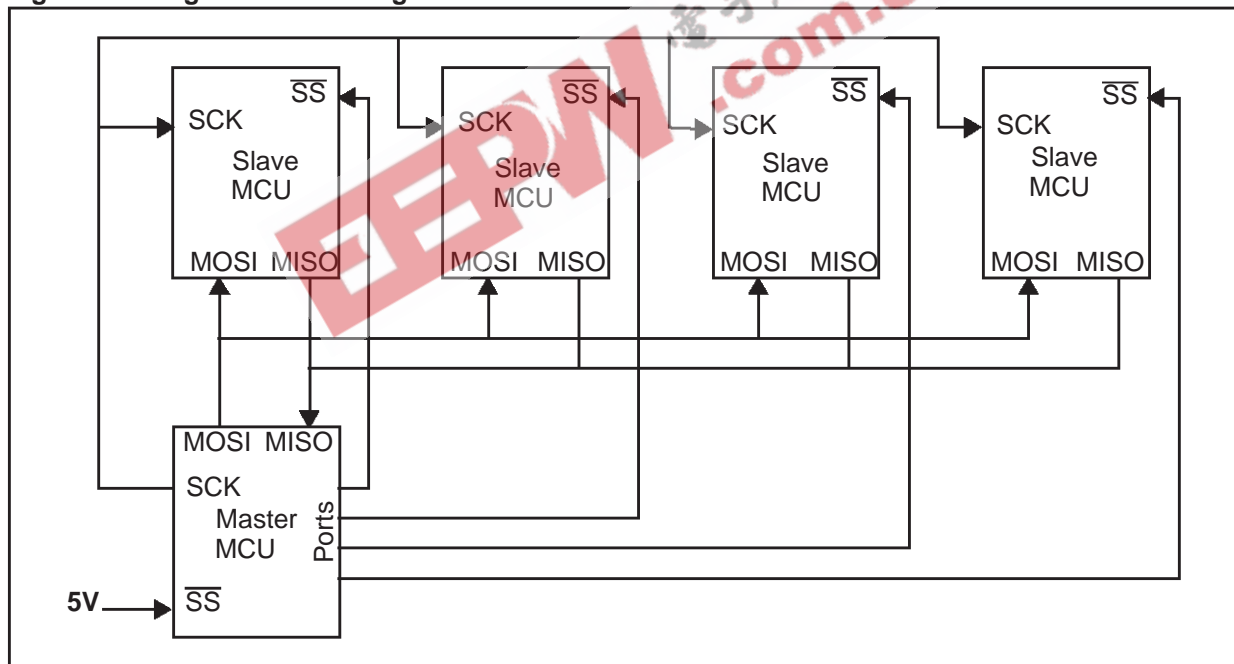 SS
SCK
Slave
MCU
MOSI MISO
SS
SCK
Slave
MCU
MOSI MISO
SS
SCK
Slave
MCU
MOSI MISO
SS
SCK
Slave
MCU
MOSI MISO
MOSI MISO
SCK
Master
MCU
Ports
5V
SS
EEPW
.com.